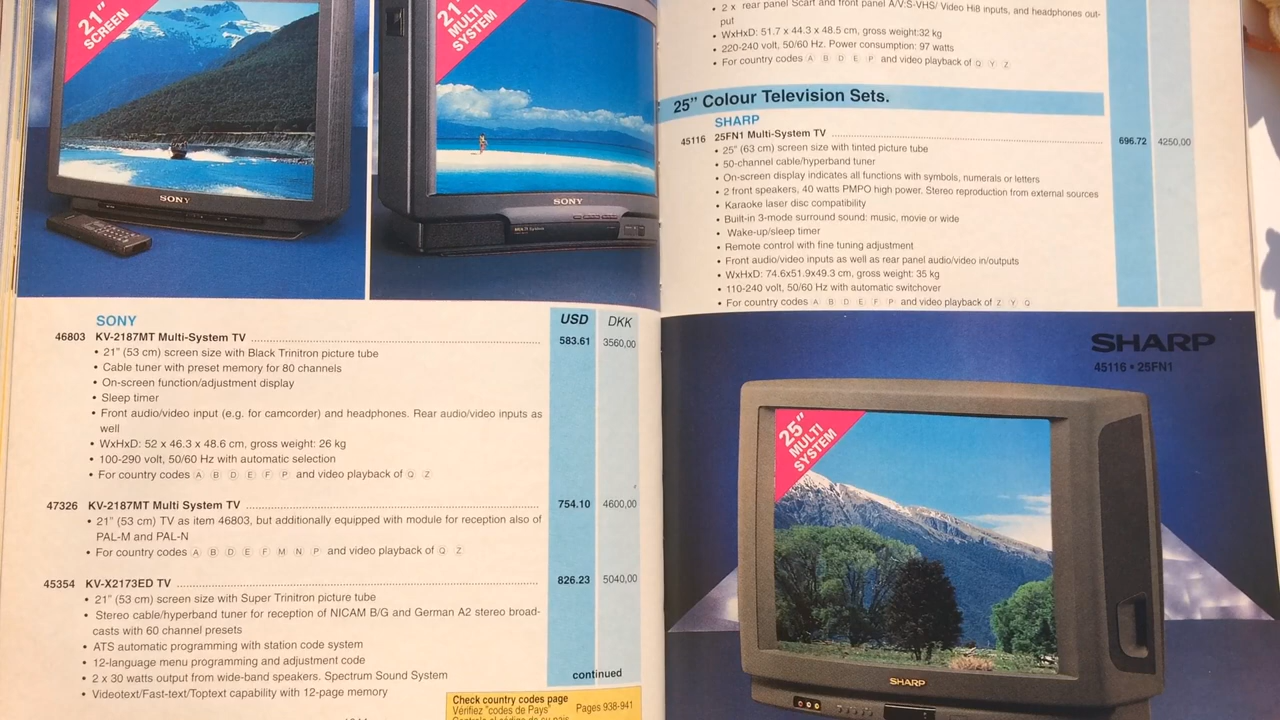 21"
SCREEN
SONY
21"
MULTI
SYSTEM
SONY
SONY
USD DKK
46803 KV-2187MT Multi-System TV 583.61 3560,00
• 21" (53 cm) screen size with Black Trinitron picture tube
• Cable tuner with preset memory for 80 channels
• On-screen function/adjustment display
• Sleep timer
• Front audio/video input (e.g. for camcorder) and headphones. Rear audio/video inputs as
well
• WxHxD: 52 x 46.3 x 48.6 cm, gross weight: 26 kg
• 100-290 volt, 50/60 Hz with automatic selection
• For country codes A B D E F P and video playback of Q Z
47326 KV-2187MT Multi System TV 754.10 4600,00
• 21" (53 cm) TV as item 46803, but additionally equipped with module for reception also of
PAL-M and PAL-N
• For country codes A B D E F M N P and video playback of Q Z
45354 KV-X2173ED TV 826.23 5040,00
• 21" (53 cm) screen size with Super Trinitron picture tube
• Stereo cable/hyperband tuner for reception of NICAM B/G and German A2 stereo broad-
casts with 60 channel presets
• ATS automatic programming with station code system
• 12-language menu programming and adjustment code
• 2 x 30 watts output from wide-band speakers. Spectrum Sound System
• Videotext/Fast-text/Toptext capability with 12-page memory
continued
Check country codes page
Vérifiez "codes de Pays" Pages 938-941
• 2 x rear panel Scart and front panel A/V:S-VHS/ Video Hi8 inputs, and headphones out-
put
• WxHxD: 51.7 x 44.3 x 48.5 cm, gross weight:32 kg
• 220-240 volt, 50/60 Hz. Power consumption: 97 watts
• For country codes A B D E P and video playback of Q Y Z
25" Colour Television Sets.
SHARP
45116 25FN1 Multi-System TV 696.72 4250,00
• 25" (63 cm) screen size with tinted picture tube
• 50-channel cable/hyperband tuner
• On-screen display indicates all functions with symbols, numerals or letters
• 2 front speakers, 40 watts PMPO high power. Stereo reproduction from external sources
• Karaoke laser disc compatibility
• Built-in 3-mode surround sound: music, movie or wide
• Wake-up/sleep timer
• Remote control with fine tuning adjustment
• Front audio/video inputs as well as rear panel audio/video in/outputs
• WxHxD: 74.6x51.9x49.3 cm, gross weight: 35 kg
• 110-240 volt, 50/60 Hz with automatic switchover
• For country codes A B D E F P and video playback of Z Y Q
SHARP
45116 • 25FN1
25"
MULTI
SYSTEM
SHARP